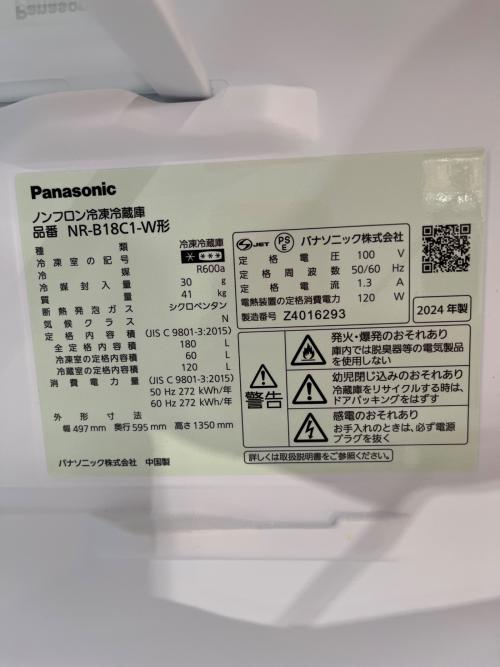 Panasonic
Panasonic
ノンフロン冷凍冷蔵庫
品番 NR-B18C1-W形
種類 冷凍冷蔵庫
冷凍室の記号 * ***
冷媒 R600a
冷媒封入量 30 g
質量 41 kg
断熱発泡ガス シクロペンタン
気候クラス N
定格内容積 (JIS C 9801-3:2015)
全定格内容積 180 L
冷凍室の定格内容積 60 L
冷蔵室の定格内容積 120 L
消費電力量 (JIS C 9801-3:2015)
50 Hz 272 kWh/年
60 Hz 272 kWh/年
外形寸法
幅 497 mm 奥行 595 mm 高さ 1350 mm
パナソニック株式会社 中国製
S JET PSE パナソニック株式会社
定格電圧 100 V
定格周波数 50/60 Hz
定格電流 1.3 A
電熱装置の定格消費電力 120 W
製造番号 Z4016293
2024 年製
警告
発火・爆発のおそれあり
庫内では脱臭器等の電気製品
を使用しない
幼児閉じ込めのおそれあり
冷蔵庫をリサイクルする時は、
ドアパッキングをはずす
感電のおそれあり
お手入れのときは、必ず電源
プラグを抜く
詳しくは取扱説明書をご参照ください。